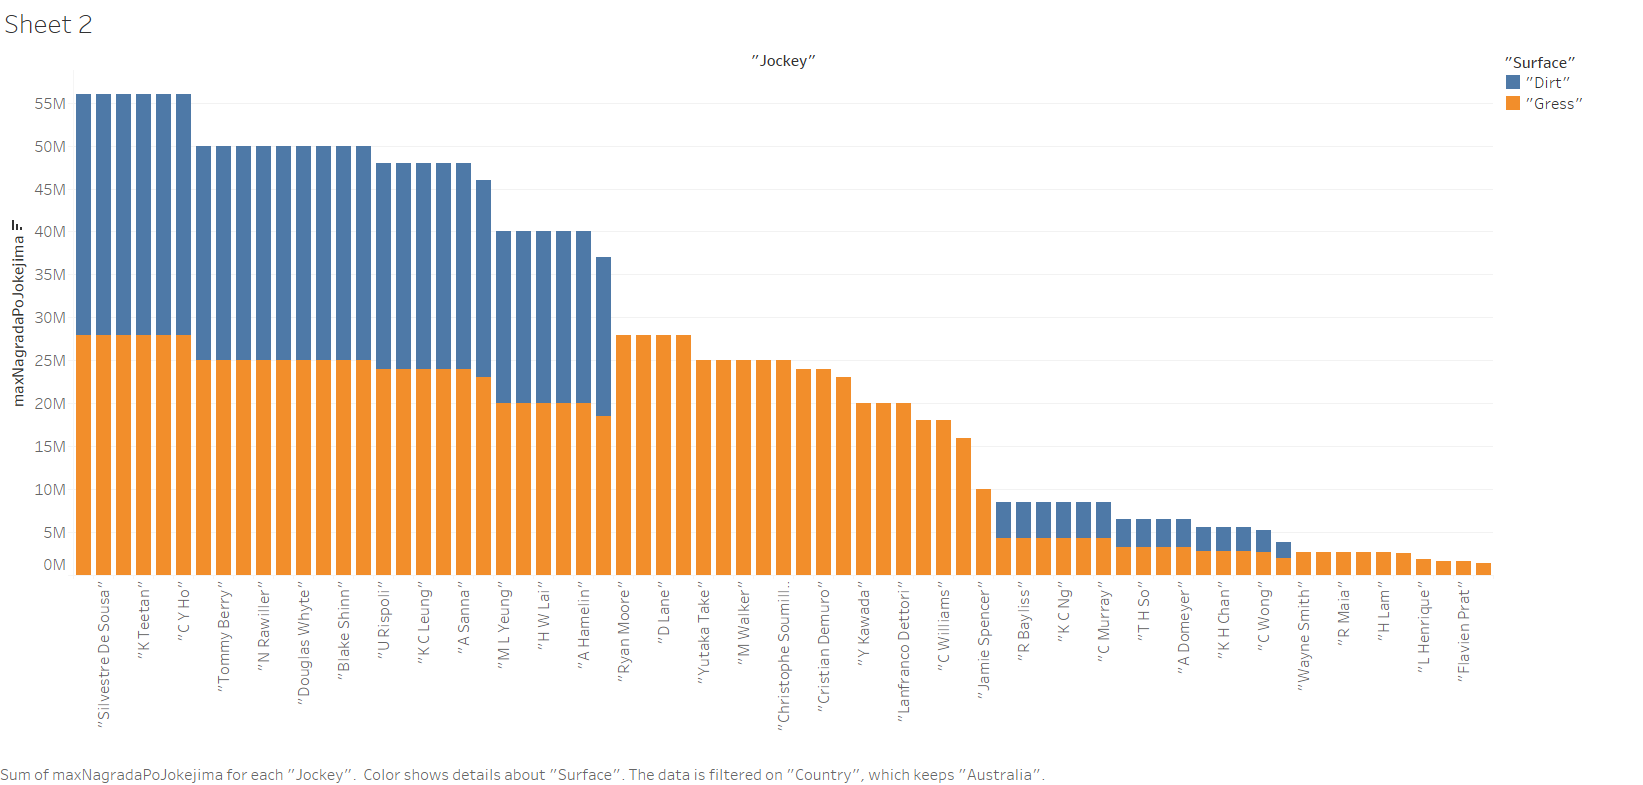 Sheet 2
"Jockey"
"Surface"
"Dirt"
"Gress"
maxNagradaPoJokejima
55M
50M
45M
40M
35M
30M
25M
20M
15M
10M
5M
0M
"Silvestre De Sousa"
"K Teetan"
"C Y Ho"
"Tommy Berry"
"N Rawiller"
"Douglas Whyte"
"Blake Shinn"
"U Rispoli"
"K C Leung"
"A Sanna"
"M L Yeung"
"H W Lai"
"A Hamelin"
"Ryan Moore"
"D Lane"
"Yutaka Take"
"M Walker"
"Christophe Soumill..
"Cristian Demuro"
"Y Kawada"
"Lanfranco Dettori"
"C Williams"
"Jamie Spencer"
"R Bayliss"
"K C Ng"
"C Murray"
"T H So"
"A Domeyer"
"K H Chan"
"C Wong"
"Wayne Smith"
"R Maia"
"H Lam"
"L Henrique"
"Flavien Prat"
Sum of maxNagradaPoJokejima for each "Jockey". Color shows details about "Surface". The data is filtered on "Country", which keeps "Australia".